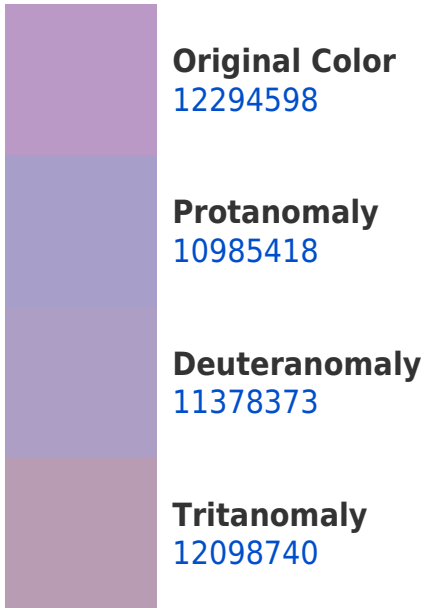 Original Color
12294598
Protanomaly
10985418
Deuteranomaly
11378373
Tritanomaly
12098740